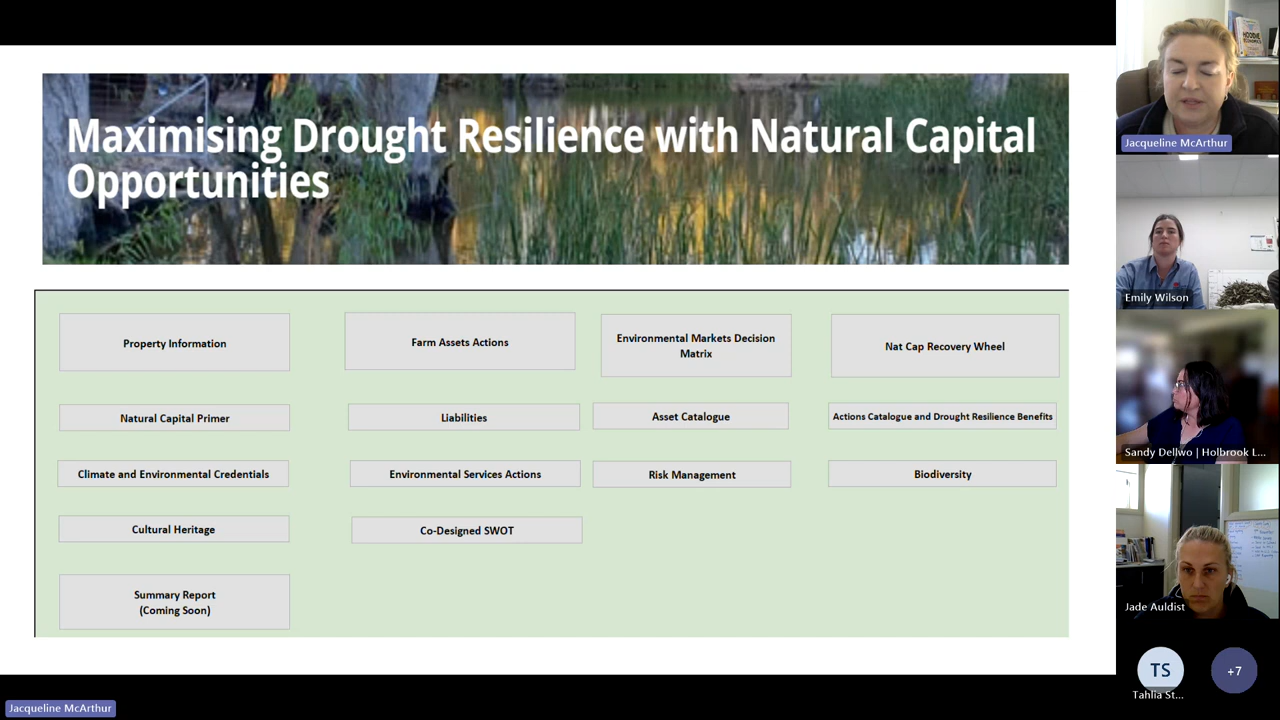 Maximising Drought Resilience with Natural Capital
Opportunities
Property Information
Farm Assets Actions
Environmental Markets Decision
Matrix
Nat Cap Recovery Wheel
Natural Capital Primer
Liabilities
Asset Catalogue
Actions Catalogue and Drought Resilience Benefits
Climate and Environmental Credentials
Environmental Services Actions
Risk Management
Biodiversity
Cultural Heritage
Co-Designed SWOT
Summary Report
(Coming Soon)
Jacqueline McArthur
Emily Wilson
Sandy Dellwo | Holbrook L...
Jade Auldist
TS
+7
Tahlia St...
Jacqueline McArthur